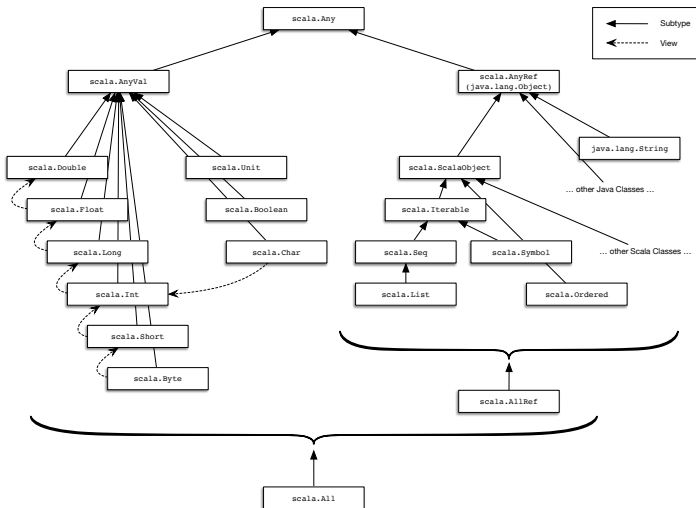 scala.Any
Subtype
View
scala.AnyVal
scala.AnyRef
(java.lang.Object)
java.lang.String
scala.Double
scala.Unit
scala.ScalaObject
... other Java Classes ...
scala.Float
scala.Boolean
scala.Iterable
scala.Long
scala.Char
scala.Seq
scala.Symbol
... other Scala Classes ...
scala.Int
scala.List
scala.Ordered
scala.Short
scala.Byte
scala.AllRef
scala.All